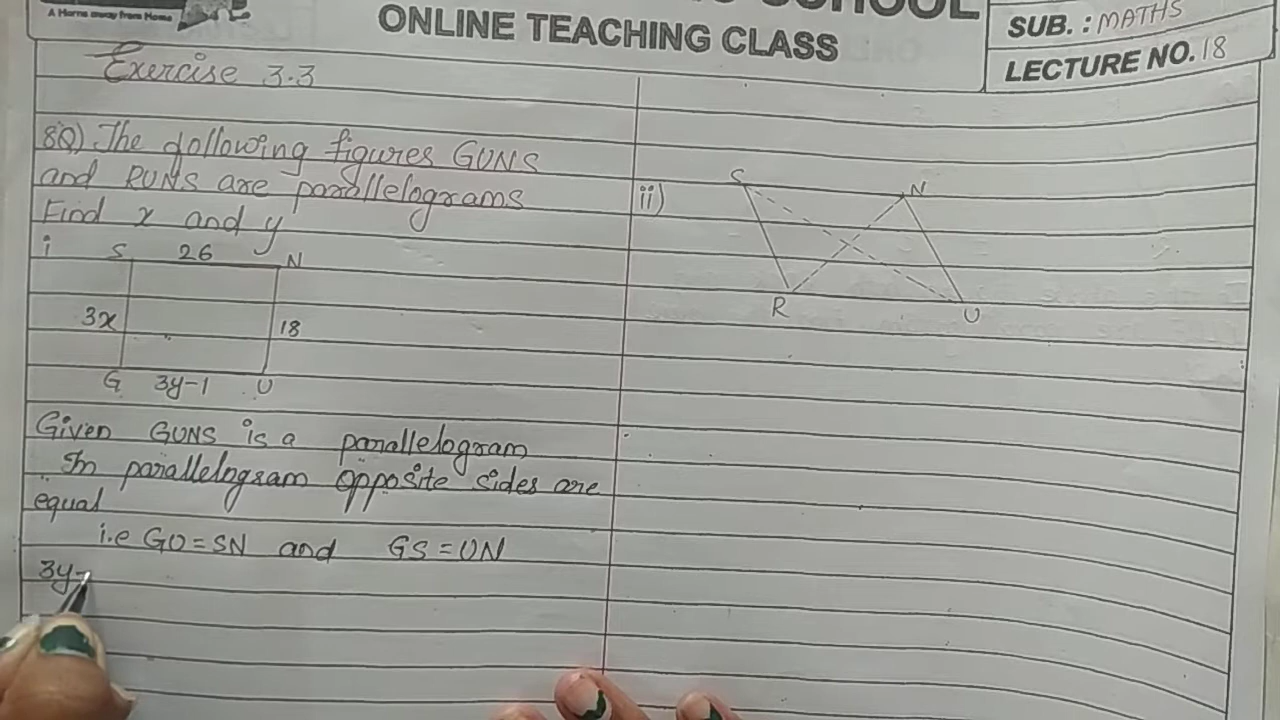 A Home away from Home
SCHOOL
ONLINE TEACHING CLASS
SUB. : MATHS
LECTURE NO. 18
Exercise 3.3
8Q) The following figures GUNS
and RUNS are parallelograms
Find x and y
i
S 26 N
3x 18
G 3y-1 U
Given GUNS is a parallelogram
In parallelogram opposite sides are
equal
i.e GU = SN and GS = UN
3y-
ii)
S N
R U